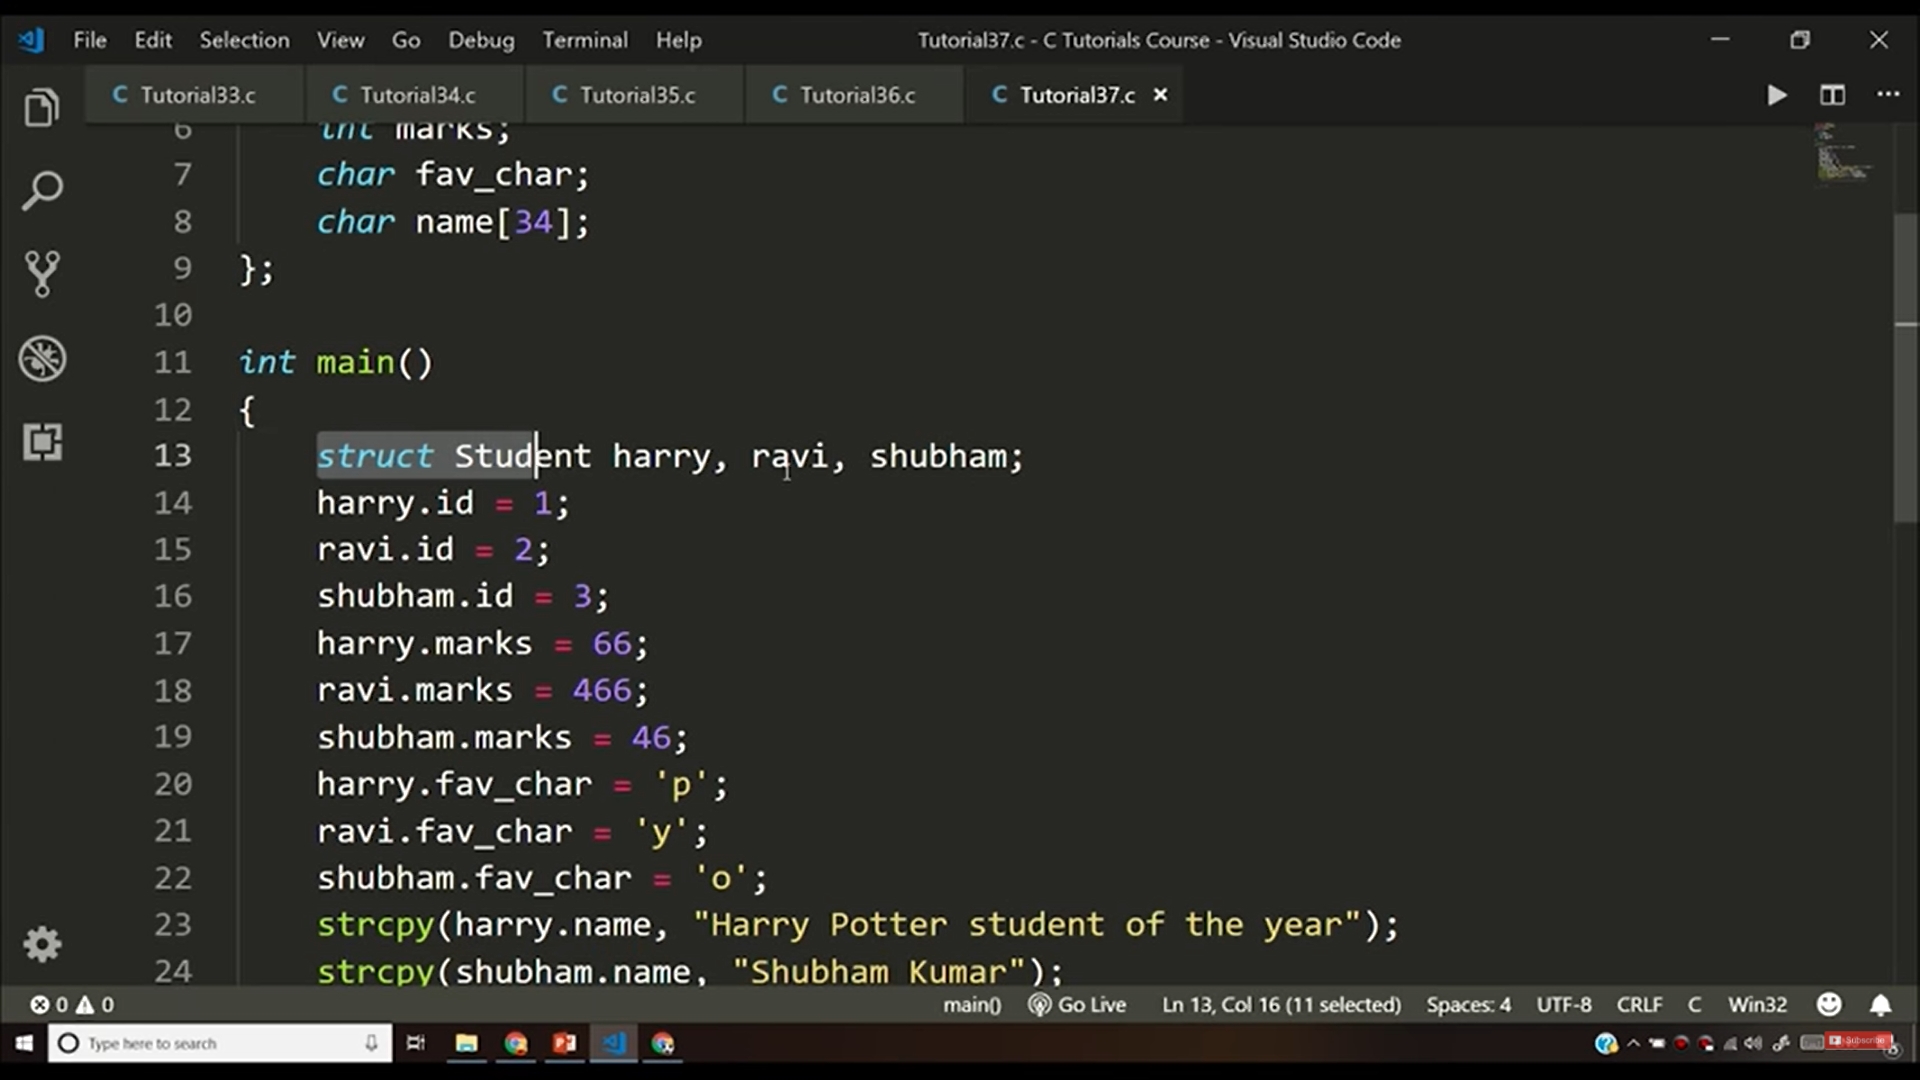 File Edit Selection View Go Debug Terminal Help Tutorial37.c - C Tutorials Course - Visual Studio Code
C Tutorial33.c C Tutorial34.c C Tutorial35.c C Tutorial36.c C Tutorial37.c
6 int marks;
7 char fav_char;
8 char name[34];
9 };
10
11 int main()
12 {
13 struct Student harry, ravi, shubham;
14 harry.id = 1;
15 ravi.id = 2;
16 shubham.id = 3;
17 harry.marks = 66;
18 ravi.marks = 466;
19 shubham.marks = 46;
20 harry.fav_char = 'p';
21 ravi.fav_char = 'y';
22 shubham.fav_char = 'o';
23 strcpy(harry.name, "Harry Potter student of the year");
24 strcpy(shubham.name, "Shubham Kumar");
0 0 main() Go Live Ln 13, Col 16 (11 selected) Spaces: 4 UTF-8 CRLF C Win32
Type here to search
Subscribe